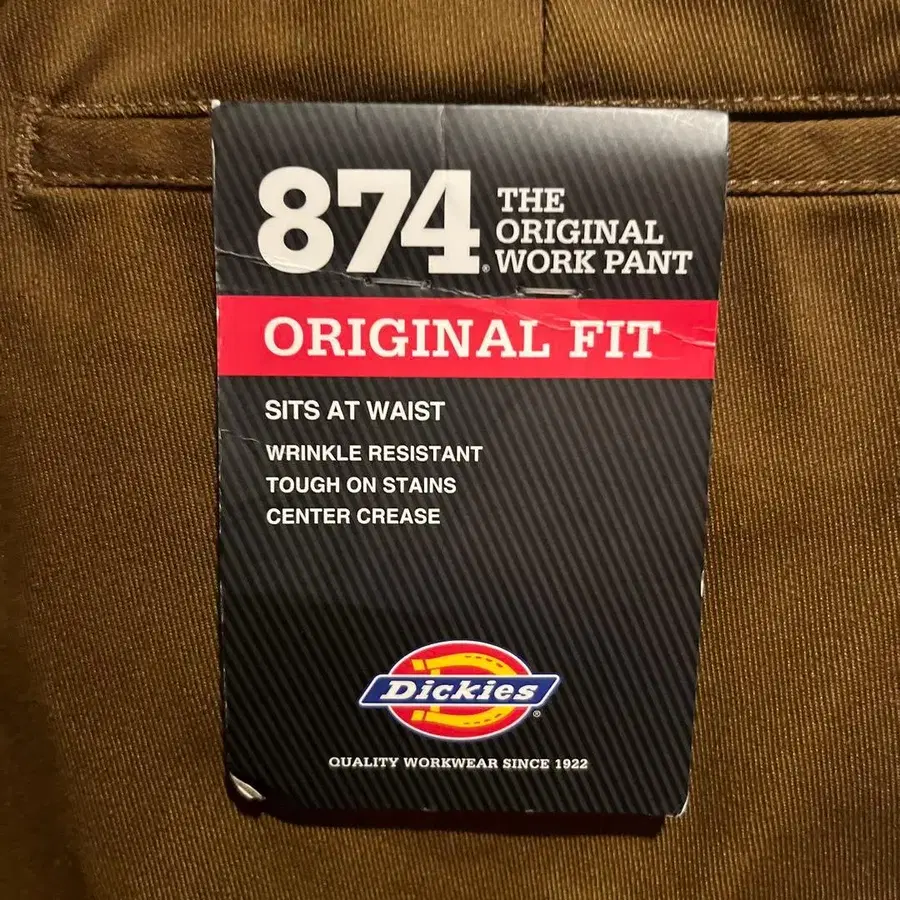 874® THE
ORIGINAL
WORK PANT
ORIGINAL FIT
SITS AT WAIST
WRINKLE RESISTANT
TOUGH ON STAINS
CENTER CREASE
Dickies®
QUALITY WORKWEAR SINCE 1922